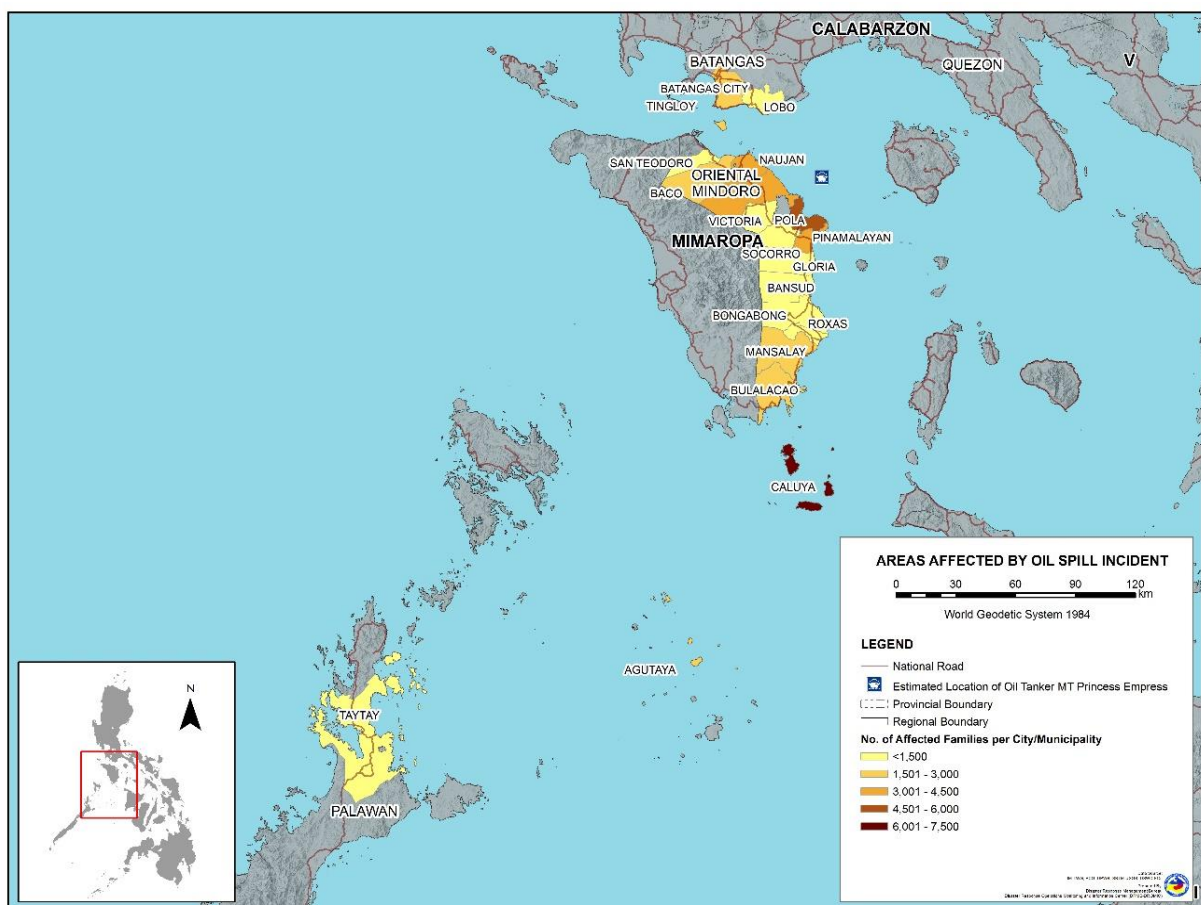 CALABARZON
V
BATANGAS
QUEZON
BATANGAS CITY
TINGLOY
LOBO
SAN TEODORO
NAUJAN
ORIENTAL
MINDORO
BACO
VICTORIA
POLA
MIMAROPA
PINAMALAYAN
SOCORRO
GLORIA
BANSUD
BONGABONG
ROXAS
MANSALAY
BULALACAO
CALUYA
AGUTAYA
TAYTAY
PALAWAN
N
AREAS AFFECTED BY OIL SPILL INCIDENT
0 30 60 90 120
km
World Geodetic System 1984
LEGEND
National Road
Estimated Location of Oil Tanker MT Princess Empress
Provincial Boundary
Regional Boundary
No. of Affected Families per City/Municipality
<1,500
1,501 - 3,000
3,001 - 4,500
4,501 - 6,000
6,001 - 7,500